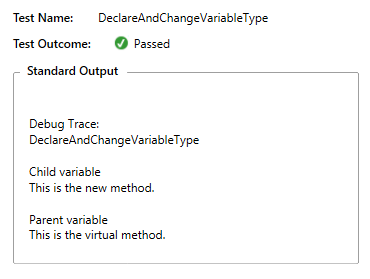 Test Name: DeclareAndChangeVariableType
Test Outcome: Passed
Standard Output
Debug Trace:
DeclareAndChangeVariableType
Child variable
This is the new method.
Parent variable
This is the virtual method.